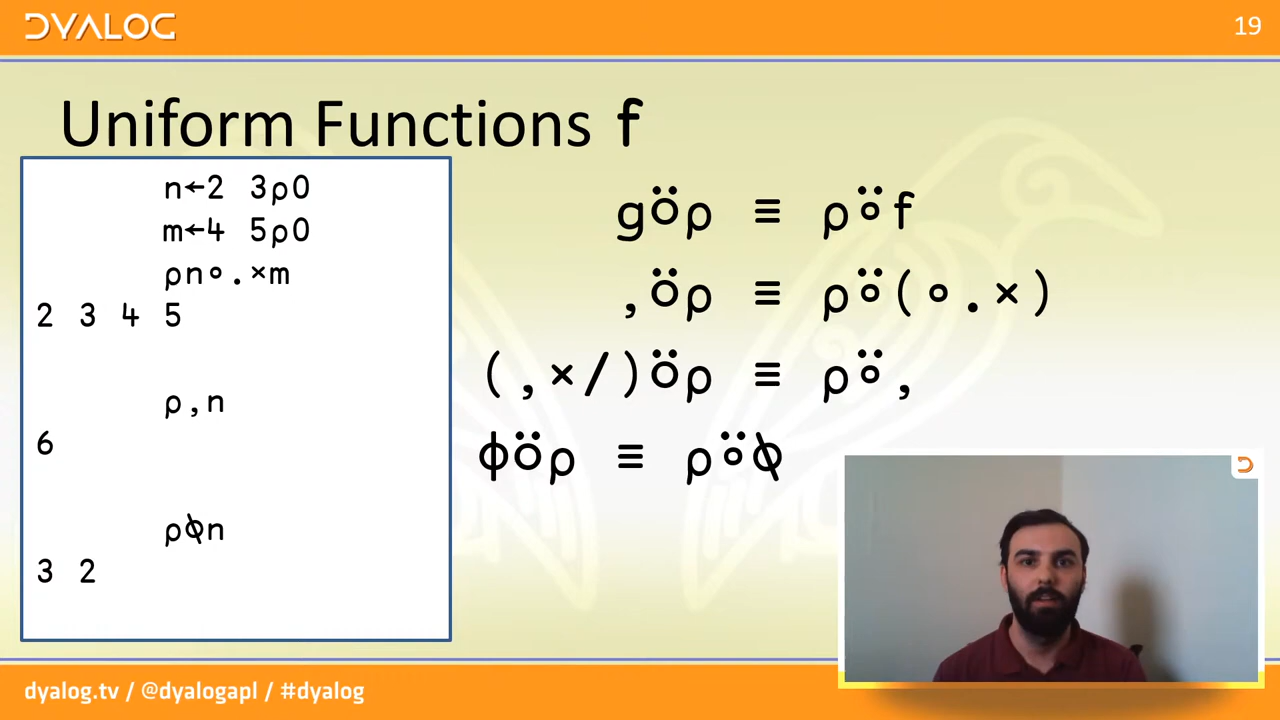 DYALOG
19
Uniform Functions f
n←2 3⍴0
m←4 5⍴0
⍴n∘.×m
2 3 4 5
⍴,n
6
⍴⍉n
3 2
g⍥⍴ ≡ ⍴⍤f
,⍥⍴ ≡ ⍴⍤(∘.×)
(,×/)⍥⍴ ≡ ⍴⍤,
⌽⍥⍴ ≡ ⍴⍤⍉
dyalog.tv / @dyalogapl / #dyalog